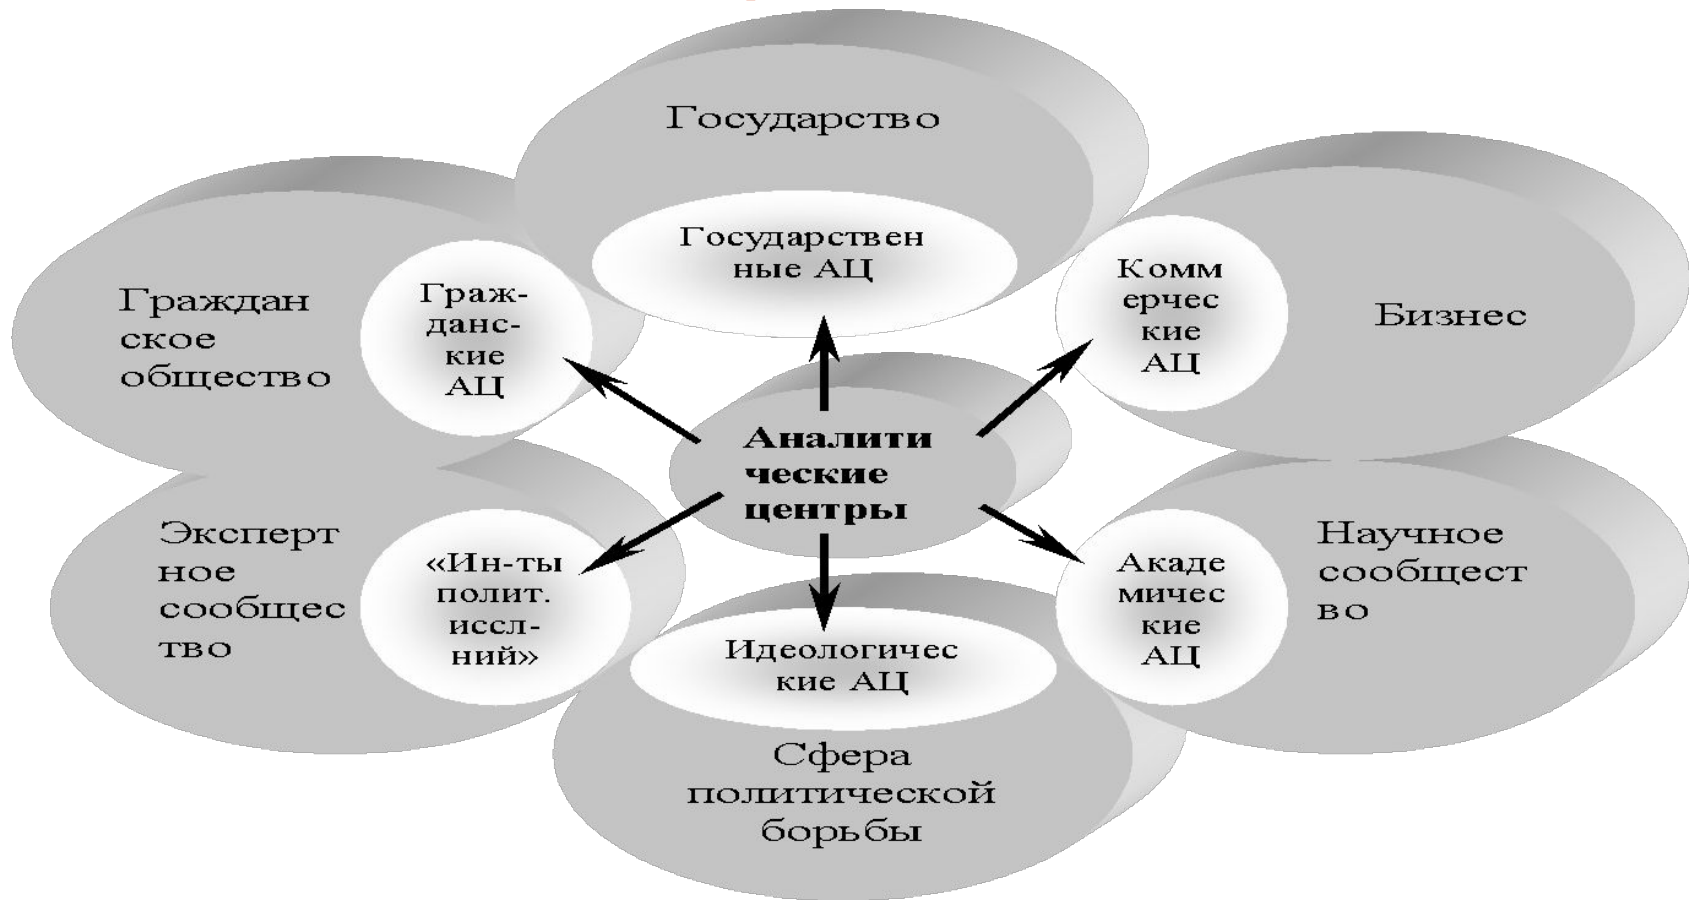 Государство
Государствен
ные АЦ
Граждан
ское
общество
Граж-
данс-
кие
АЦ
Комм
ерчес
кие
АЦ
Бизнес
Аналити
ческие
центры
Эксперт
ное
сообщес
тво
«Ин-ты
полит.
иссл-
ний»
Идеологичес
кие АЦ
Сфера
политической
борьбы
Акаде
мичес
кие
АЦ
Научное
сообщест
во